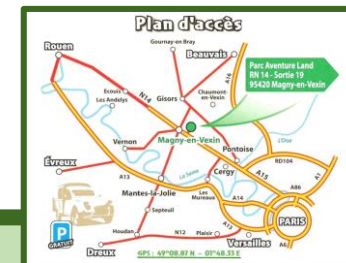 Plan d'accès
Gournay-en-Bray
Rouen
Beauvais
A16
Parc Aventure Land
RN 14 - Sortie 19
95420 Magny-en-Vexin
Ecouis
Les Andelys
N14
Gisors
Chaumont-
en-Vexin
L'Oise
Magny-en-Vexin
Pontoise
RD104
Vernon
Évreux
A13
La Seine
Cergy
A15
A86
A1
Mantes-la-Jolie
Les
Mureaux
A14
PARIS
Septeuil
Houdan
N12
Plaisir
A13
Versailles
A6
P
GRATUIT
Dreux
GPS : 49°08.87 N - 01°48.33 E